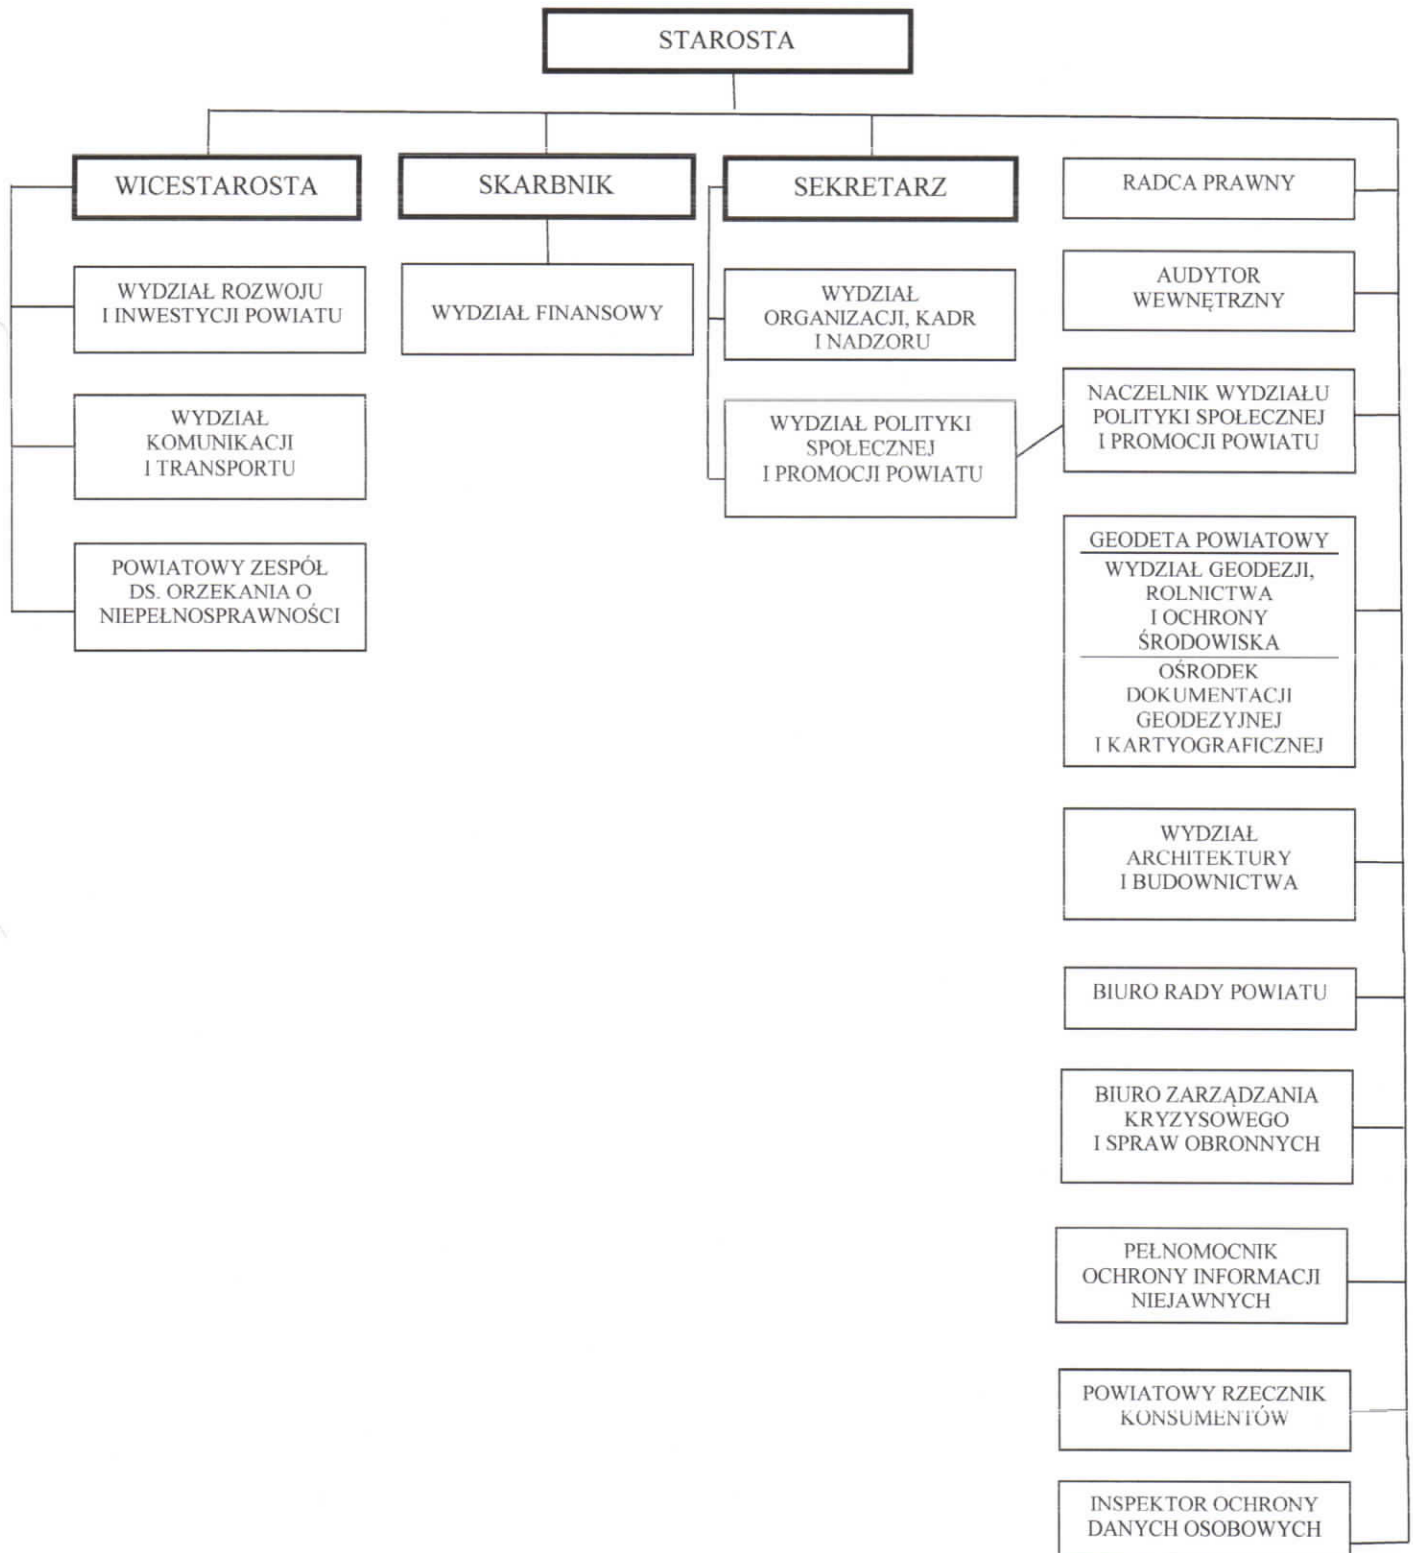 STAROSTA
WICESTAROSTA
SKARBNIK
SEKRETARZ
RADCA PRAWNY
WYDZIAŁ ROZWOJU
I INWESTYCJI POWIATU
WYDZIAŁ FINANSOWY
WYDZIAŁ
ORGANIZACJI, KADR
I NADZORU
AUDYTOR
WEWNĘTRZNY
WYDZIAŁ
KOMUNIKACJI
I TRANSPORTU
WYDZIAŁ POLITYKI
SPOŁECZNEJ
I PROMOCJI POWIATU
NACZELNIK WYDZIAŁU
POLITYKI SPOŁECZNEJ
I PROMOCJI POWIATU
POWIATOWY ZESPÓŁ
DS. ORZEKANIA O
NIEPEŁNOSPRAWNOŚCI
GEODETA POWIATOWY
WYDZIAŁ GEODEZJI,
ROLNICTWA
I OCHRONY
ŚRODOWISKA
OŚRODEK
DOKUMENTACJI
GEODEZYJNEJ
I KARTYOGRAFICZNEJ
WYDZIAŁ
ARCHITEKTURY
I BUDOWNICTWA
BIURO RADY POWIATU
BIURO ZARZĄDZANIA
KRYZYSOWEGO
I SPRAW OBRONNYCH
PEŁNOMOCNIK
OCHRONY INFORMACJI
NIEJAWNYCH
POWIATOWY RZECZNIK
KONSUMENTÓW
INSPEKTOR OCHRONY
DANYCH OSOBOWYCH